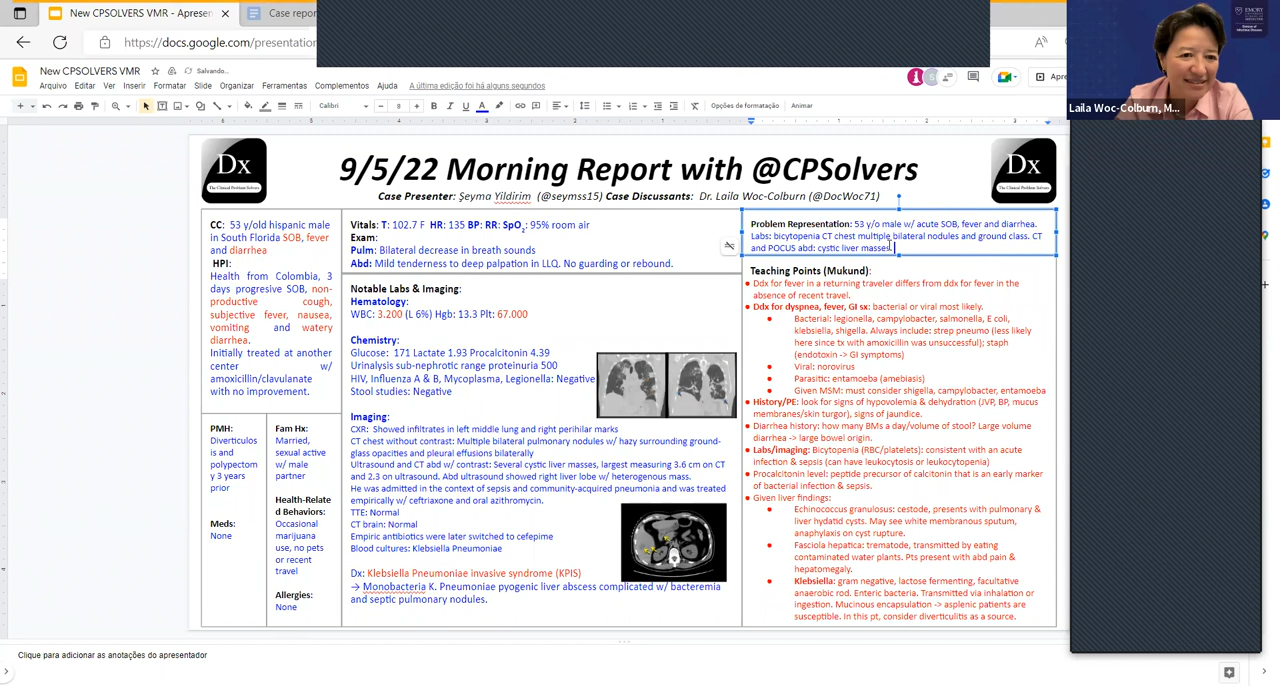 New CPSOLVERS VMR - Apresen
Case repor
https://docs.google.com/presentation
EMORY
New CPSOLVERS VMR
Salvando...
Arquivo Editar Ver Inserir Formatar Slide Organizar Ferramentas Complementos Ajuda A última edição foi há alguns segundos
Apre
Calibri
8
Opções de formatação
Animar
Laila Woc-Colburn, M...
Dx
The Clinical Problem Solvers
9/5/22 Morning Report with @CPSolvers
Case Presenter: Şeyma Yildirim (@seymss15) Case Discussants: Dr. Laila Woc-Colburn (@DocWoc71)
Dx
The Clinical Problem Solvers
CC: 53 y/old hispanic male
in South Florida SOB, fever
and diarrhea
HPI:
Health from Colombia, 3
days progresive SOB, non-
productive cough,
subjective fever, nausea,
vomiting and watery
diarrhea.
Initially treated at another
center w/
amoxicillin/clavulanate
with no improvement.
PMH:
Diverticulos
is and
polypectom
y 3 years
prior
Meds:
None
Fam Hx:
Married,
sexual active
w/ male
partner
Health-Relate
d Behaviors:
Occasional
marijuana
use, no pets
or recent
travel
Allergies:
None
Vitals: T: 102.7 F HR: 135 BP: RR: SpO2: 95% room air
Exam:
Pulm: Bilateral decrease in breath sounds
Abd: Mild tenderness to deep palpation in LLQ. No guarding or rebound.
Notable Labs & Imaging:
Hematology:
WBC: 3.200 (L 6%) Hgb: 13.3 Plt: 67.000
Chemistry:
Glucose: 171 Lactate 1.93 Procalcitonin 4.39
Urinalysis sub-nephrotic range proteinuria 500
HIV, Influenza A & B, Mycoplasma, Legionella: Negative
Stool studies: Negative
Imaging:
CXR: Showed infiltrates in left middle lung and right perihilar marks
CT chest without contrast: Multiple bilateral pulmonary nodules w/ hazy surrounding ground-
glass opacities and pleural effusions bilaterally
Ultrasound and CT abd w/ contrast: Several cystic liver masses, largest measuring 3.6 cm on CT
and 2.3 on ultrasound. Abd ultrasound showed right lobe w/ heterogenous mass.
He was admitted in the context of sepsis and community-acquired pneumonia and was treated
empirically w/ ceftriaxone and oral azithromycin.
TTE: Normal
CT brain: Normal
Empiric antibiotics were later switched to cefepime
Blood cultures: Klebsiella Pneumoniae
Dx: Klebsiella Pneumoniae invasive syndrome (KPIS)
→ Monobacteria K. Pneumoniae pyogenic liver abscess complicated w/ bacteremia
and septic pulmonary nodules.
Problem Representation: 53 y/o male w/ acute SOB, fever and diarrhea.
Labs: bicytopenia CT chest multiple bilateral nodules and ground class. CT
and POCUS abd: cystic liver masses.
Teaching Points (Mukund):
● Ddx for fever in a returning traveler differs from ddx for fever in the
absence of recent travel.
● Ddx for dyspnea, fever, GI sx: bacterial or viral most likely.
● Bacterial: legionella, campylobacter, salmonella, E coli,
klebsiella, shigella. Always include: strep pneumo (less likely
here since tx with amoxicillin was unsuccessful); staph
(endotoxin -> GI symptoms)
● Viral: norovirus
● Parasitic: entamoeba (amebiasis)
● Given MSM: must consider shigella, campylobacter, entamoeba
● History/PE: look for signs of hypovolemia & dehydration (JVP, BP, mucus
membranes/skin turgor), signs of jaundice.
● Diarrhea history: how many BMs a day/volume of stool? Large volume
diarrhea -> large bowel origin.
● Labs/imaging: Bicytopenia (RBC/platelets): consistent with an acute
infection & sepsis (can have leukocytosis or leukocytopenia)
● Procalcitonin level: peptide precursor of calcitonin that is an early marker
of bacterial infection & sepsis.
● Given liver findings:
● Echinococcus granulosus: cestode, presents with pulmonary &
liver hydatid cysts. May see white membranous sputum,
anaphylaxis on cyst rupture.
● Fasciola hepatica: trematode, transmitted by eating
contaminated water plants. Pts present with abd pain &
hepatomegaly.
● Klebsiella: gram negative, lactose fermenting, facultative
anaerobic rod. Enteric bacteria. Transmitted via inhalation or
ingestion. Mucinous encapsulation -> asplenic patients are
susceptible. In this pt, consider diverticulitis as a source.
Clique para adicionar as anotações do apresentador